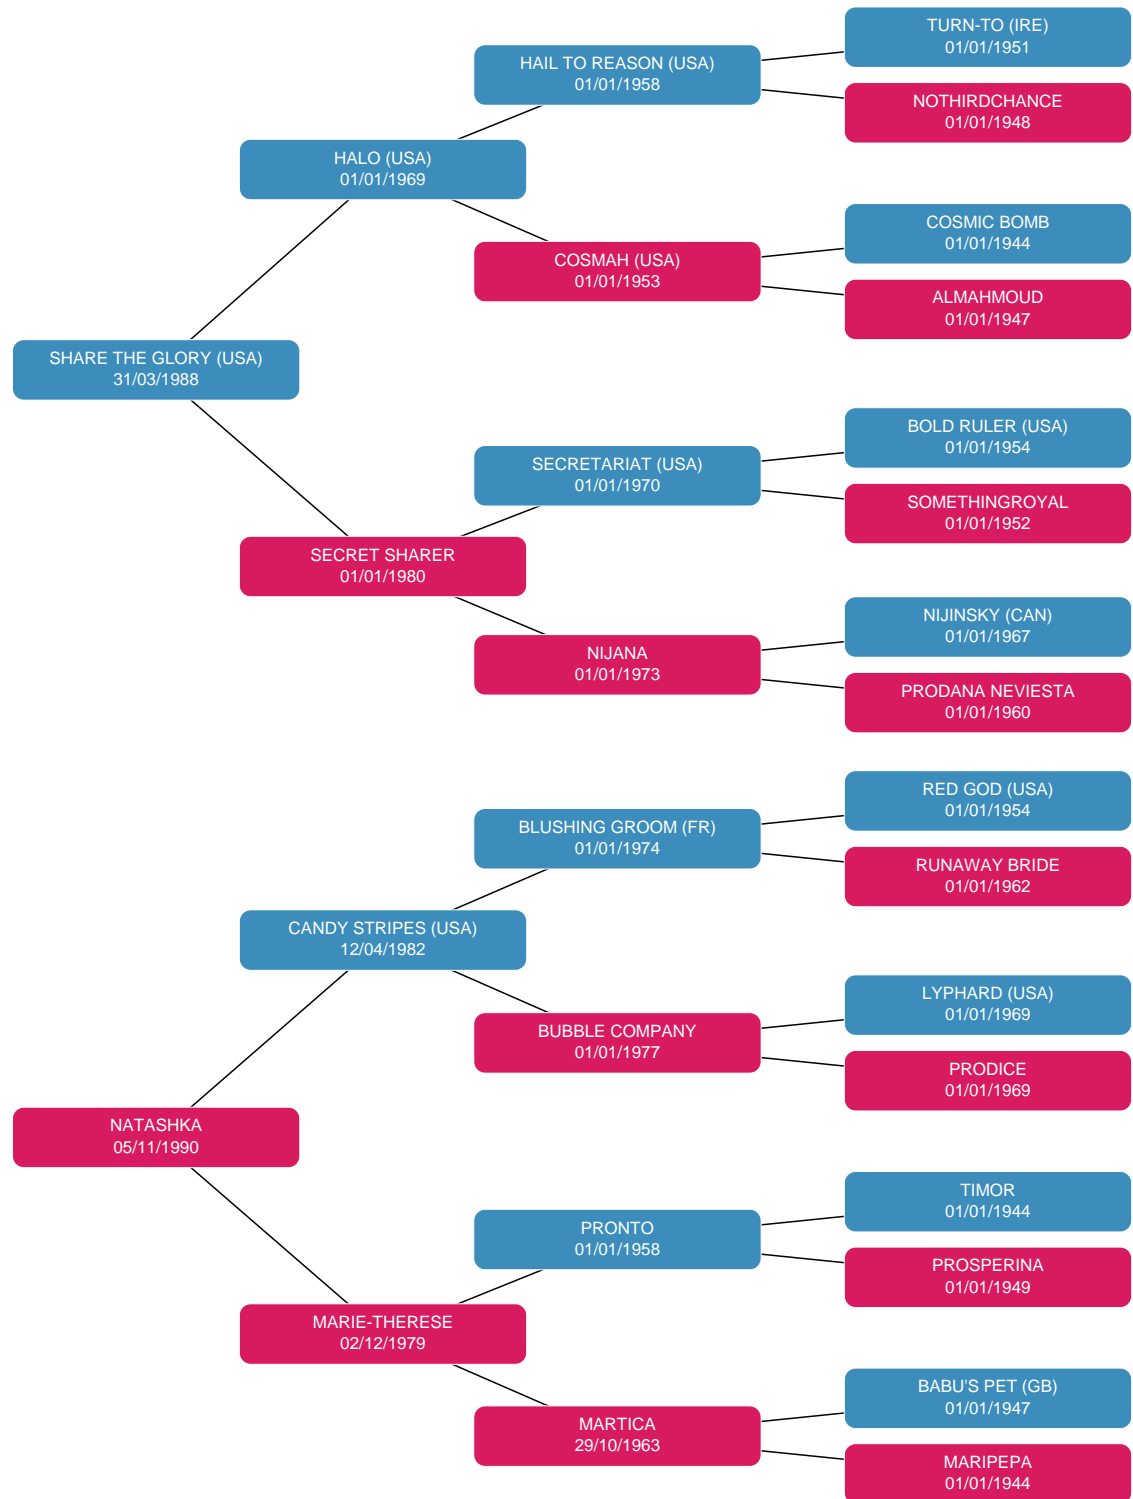 TURN-TO (IRE)
01/01/1951
HAIL TO REASON (USA)
01/01/1958
NOTHIRDCHANCE
01/01/1948
HALO (USA)
01/01/1969
COSMIC BOMB
01/01/1944
COSMAH (USA)
01/01/1953
ALMAHMOUD
01/01/1947
SHARE THE GLORY (USA)
31/03/1988
BOLD RULER (USA)
01/01/1954
SECRETARIAT (USA)
01/01/1970
SOMETHINGROYAL
01/01/1952
SECRET SHARER
01/01/1980
NIJINSKY (CAN)
01/01/1967
NIJANA
01/01/1973
PRODANA NEVIESTA
01/01/1960
RED GOD (USA)
01/01/1954
BLUSHING GROOM (FR)
01/01/1974
RUNAWAY BRIDE
01/01/1962
CANDY STRIPES (USA)
12/04/1982
LYPHARD (USA)
01/01/1969
BUBBLE COMPANY
01/01/1977
PRODICE
01/01/1969
NATASHKA
05/11/1990
TIMOR
01/01/1944
PRONTO
01/01/1958
PROSPERINA
01/01/1949
MARIE-THERESE
02/12/1979
BABU'S PET (GB)
01/01/1947
MARTICA
29/10/1963
MARIPEPA
01/01/1944